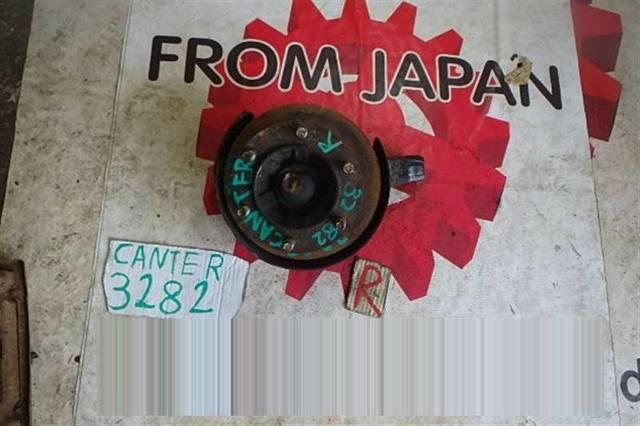 FROM JAPAN
CANTER 3282 R
CANTER
3282
R
d